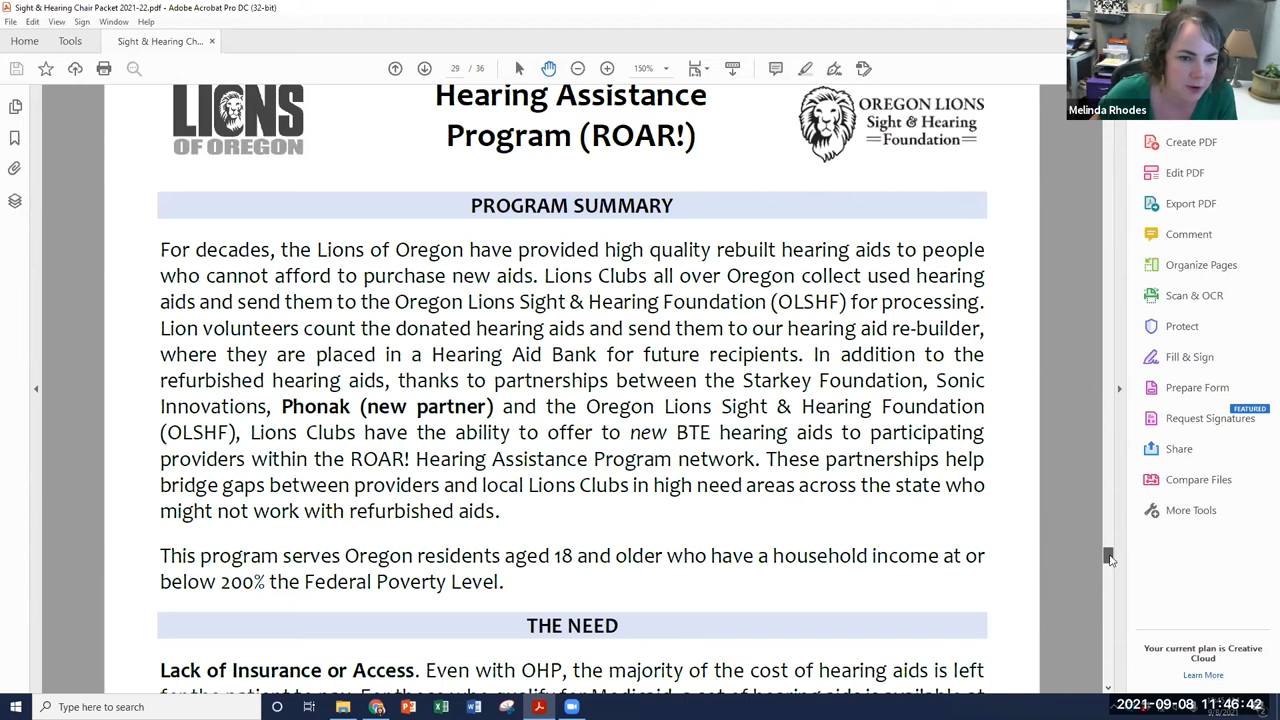 Sight & Hearing Chair Packet 2021-22.pdf - Adobe Acrobat Pro DC (32-bit)
File Edit View Sign Window Help
Home Tools Sight & Hearing Ch... ×
29 / 36 150%
Melinda Rhodes
LIONS
OF OREGON
Hearing Assistance
Program (ROAR!)
OREGON LIONS
Sight & Hearing
Foundation
PROGRAM SUMMARY
For decades, the Lions of Oregon have provided high quality rebuilt hearing aids to people
who cannot afford to purchase new aids. Lions Clubs all over Oregon collect used hearing
aids and send them to the Oregon Lions Sight & Hearing Foundation (OLSHF) for processing.
Lion volunteers count the donated hearing aids and send them to our hearing aid re-builder,
where they are placed in a Hearing Aid Bank for future recipients. In addition to the
refurbished hearing aids, thanks to partnerships between the Starkey Foundation, Sonic
Innovations, Phonak (new partner) and the Oregon Lions Sight & Hearing Foundation
(OLSHF), Lions Clubs have the ability to offer to new BTE hearing aids to participating
providers within the ROAR! Hearing Assistance Program network. These partnerships help
bridge gaps between providers and local Lions Clubs in high need areas across the state who
might not work with refurbished aids.
This program serves Oregon residents aged 18 and older who have a household income at or
below 200% the Federal Poverty Level.
THE NEED
Lack of Insurance or Access. Even with OHP, the majority of the cost of hearing aids is left
Create PDF
Edit PDF
Export PDF
Comment
Organize Pages
Scan & OCR
Protect
Fill & Sign
Prepare Form
FEATURED
Request Signatures
Share
Compare Files
More Tools
Your current plan is Creative
Cloud
Learn More
Type here to search
2021-09-08 11:46:42